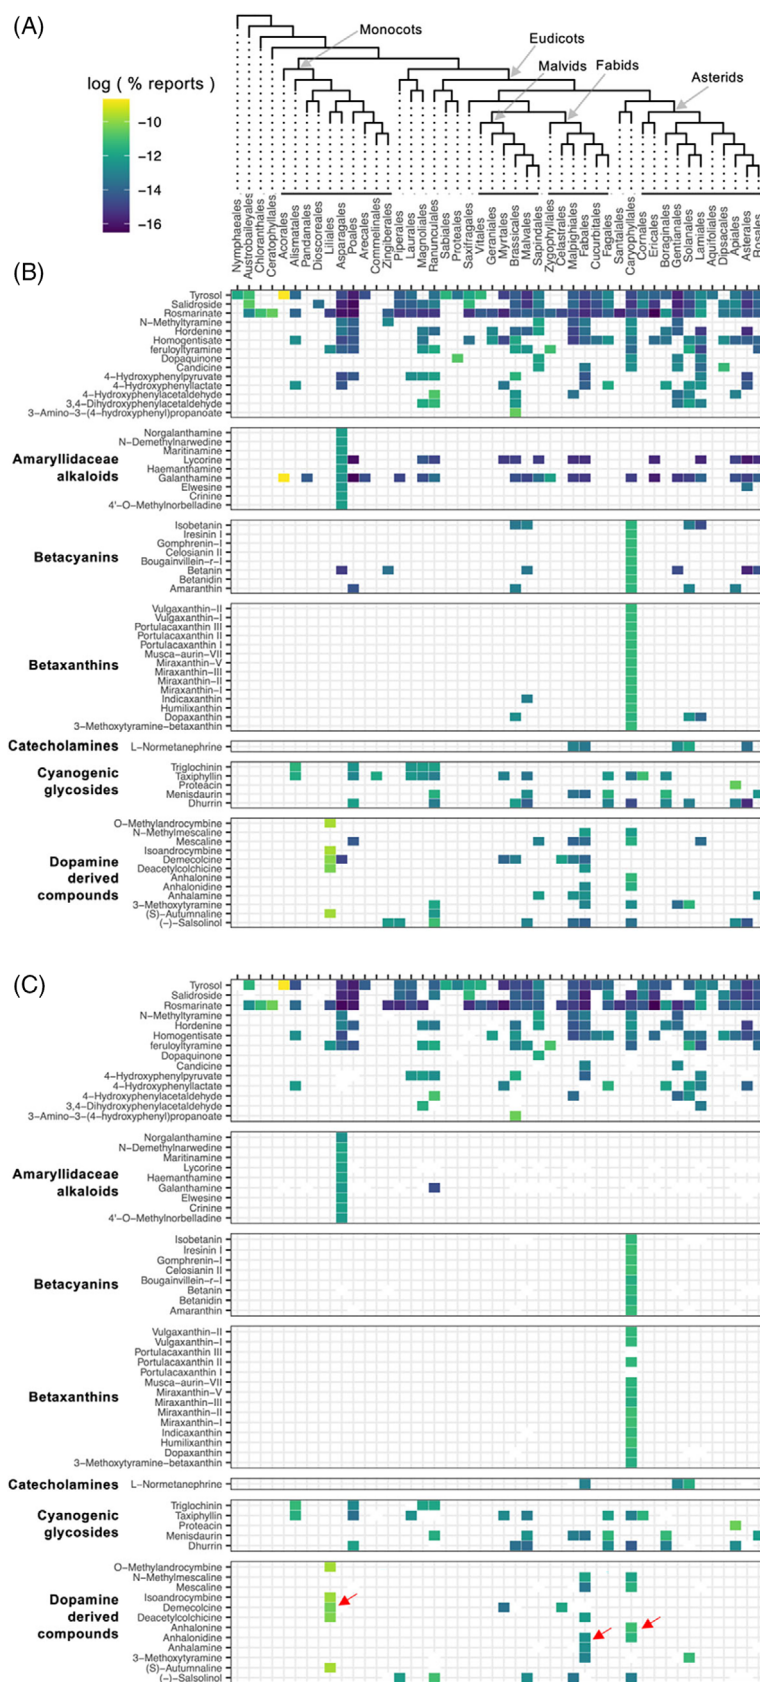 (A)
Monocots
Eudicots
Malvids
Fabids
Asterids
log ( % reports )
−10
−12
−14
−16
Nymphaeales
Austrobaileyales
Chloranthales
Ceratophyllales
Acorales
Alismatales
Pandanales
Dioscoreales
Liliales
Asparagales
Poales
Arecales
Commelinales
Zingiberales
Piperales
Laurales
Magnoliales
Ranunculales
Sabiales
Proteales
Saxifragales
Vitales
Geraniales
Myrtales
Brassicales
Malvales
Sapindales
Zygophyllales
Celastrales
Malpighiales
Fabales
Cucurbitales
Fagales
Santalales
Caryophyllales
Cornales
Ericales
Boraginales
Gentianales
Solanales
Lamiales
Aquifoliales
Dipsacales
Apiales
Asterales
Rosales
(B)
Tyrosol
Salidroside
Rosmarinate
N−Methyltyramine
Hordenine
Homogentisate
feruloyltyramine
Dopaquinone
Candicine
4−Hydroxyphenylpyruvate
4−Hydroxyphenyllactate
4−Hydroxyphenylacetaldehyde
3,4−Dihydroxyphenylacetaldehyde
3−Amino−3−(4−hydroxyphenyl)propanoate
Amaryllidaceae
alkaloids
Norgalanthamine
N−Demethylnarwedine
Maritinamine
Lycorine
Haemanthamine
Galanthamine
Elwesine
Crinine
4'−O−Methylnorbelladine
Betacyanins
Isobetanin
Iresinin I
Gomphrenin−I
Celosianin II
Bougainvillein−r−I
Betanin
Betanidin
Amaranthin
Betaxanthins
Vulgaxanthin−II
Vulgaxanthin−I
Portulacaxanthin III
Portulacaxanthin II
Portulacaxanthin I
Musca−aurin−VII
Miraxanthin−V
Miraxanthin−III
Miraxanthin−II
Miraxanthin−I
Indicaxanthin
Humilixanthin
Dopaxanthin
3−Methoxytyramine−betaxanthin
Catecholamines
L−Normetanephrine
Cyanogenic
glycosides
Triglochinin
Taxiphyllin
Proteacin
Menisdaurin
Dhurrin
Dopamine
derived
compounds
O−Methylandrocymbine
N−Methylmescaline
Mescaline
Isoandrocymbine
Demecolcine
Deacetylcolchicine
Anhalonine
Anhalonidine
Anhalamine
3−Methoxytyramine
(S)−Autumnaline
(−)−Salsolinol
(C)
Tyrosol
Salidroside
Rosmarinate
N−Methyltyramine
Hordenine
Homogentisate
feruloyltyramine
Dopaquinone
Candicine
4−Hydroxyphenylpyruvate
4−Hydroxyphenyllactate
4−Hydroxyphenylacetaldehyde
3,4−Dihydroxyphenylacetaldehyde
3−Amino−3−(4−hydroxyphenyl)propanoate
Amaryllidaceae
alkaloids
Norgalanthamine
N−Demethylnarwedine
Maritinamine
Lycorine
Haemanthamine
Galanthamine
Elwesine
Crinine
4'−O−Methylnorbelladine
Betacyanins
Isobetanin
Iresinin I
Gomphrenin−I
Celosianin II
Bougainvillein−r−I
Betanin
Betanidin
Amaranthin
Betaxanthins
Vulgaxanthin−II
Vulgaxanthin−I
Portulacaxanthin III
Portulacaxanthin II
Portulacaxanthin I
Musca−aurin−VII
Miraxanthin−V
Miraxanthin−III
Miraxanthin−II
Miraxanthin−I
Indicaxanthin
Humilixanthin
Dopaxanthin
3−Methoxytyramine−betaxanthin
Catecholamines
L−Normetanephrine
Cyanogenic
glycosides
Triglochinin
Taxiphyllin
Proteacin
Menisdaurin
Dhurrin
Dopamine
derived
compounds
O−Methylandrocymbine
N−Methylmescaline
Mescaline
Isoandrocymbine
Demecolcine
Deacetylcolchicine
Anhalonine
Anhalonidine
Anhalamine
3−Methoxytyramine
(S)−Autumnaline
(−)−Salsolinol